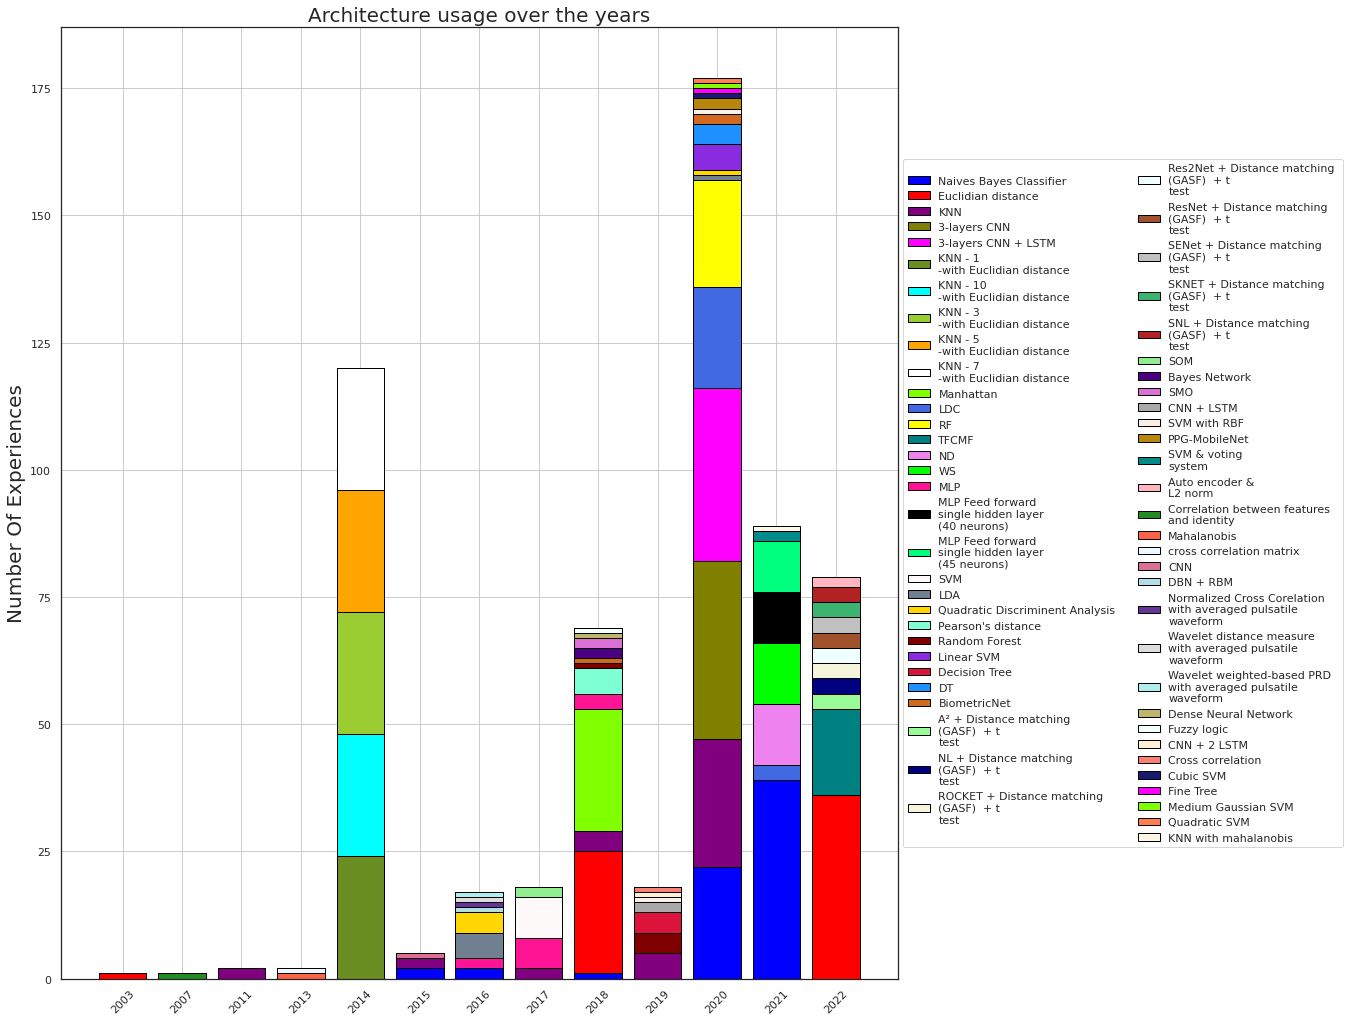 Architecture usage over the years
Number Of Experiences
175
150
125
100
75
50
25
0
2003
2007
2011
2013
2014
2015
2016
2017
2018
2019
2020
2021
2022
Naives Bayes Classifier
Euclidian distance
KNN
3-layers CNN
3-layers CNN + LSTM
KNN - 1
-with Euclidian distance
KNN - 10
-with Euclidian distance
KNN - 3
-with Euclidian distance
KNN - 5
-with Euclidian distance
KNN - 7
-with Euclidian distance
Manhattan
LDC
RF
TFCMF
ND
WS
MLP
MLP Feed forward
single hidden layer
(40 neurons)
MLP Feed forward
single hidden layer
(45 neurons)
SVM
LDA
Quadratic Discriminent Analysis
Pearson's distance
Random Forest
Linear SVM
Decision Tree
DT
BiometricNet
A² + Distance matching
(GASF)  + t
test
NL + Distance matching
(GASF)  + t
test
ROCKET + Distance matching
(GASF)  + t
test
Res2Net + Distance matching
(GASF)  + t
test
ResNet + Distance matching
(GASF)  + t
test
SENet + Distance matching
(GASF)  + t
test
SKNET + Distance matching
(GASF)  + t
test
SNL + Distance matching
(GASF)  + t
test
SOM
Bayes Network
SMO
CNN + LSTM
SVM with RBF
PPG-MobileNet
SVM & voting
system
Auto encoder &
L2 norm
Correlation between features
and identity
Mahalanobis
cross correlation matrix
CNN
DBN + RBM
Normalized Cross Corelation
with averaged pulsatile
waveform
Wavelet distance measure
with averaged pulsatile
waveform
Wavelet weighted-based PRD
with averaged pulsatile
waveform
Dense Neural Network
Fuzzy logic
CNN + 2 LSTM
Cross correlation
Cubic SVM
Fine Tree
Medium Gaussian SVM
Quadratic SVM
KNN with mahalanobis